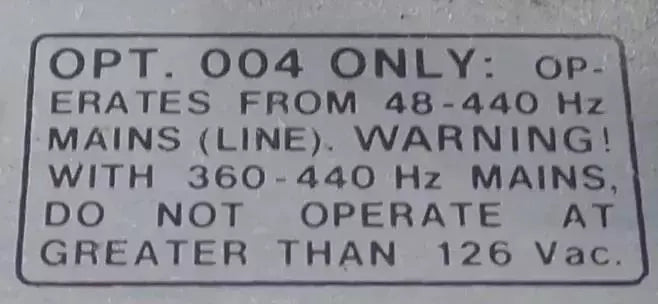 OPT. 004 ONLY: OP-
ERATES FROM 48-440 Hz
MAINS (LINE). WARNING!
WITH 360-440 Hz MAINS,
DO NOT OPERATE AT
GREATER THAN 126 Vac.